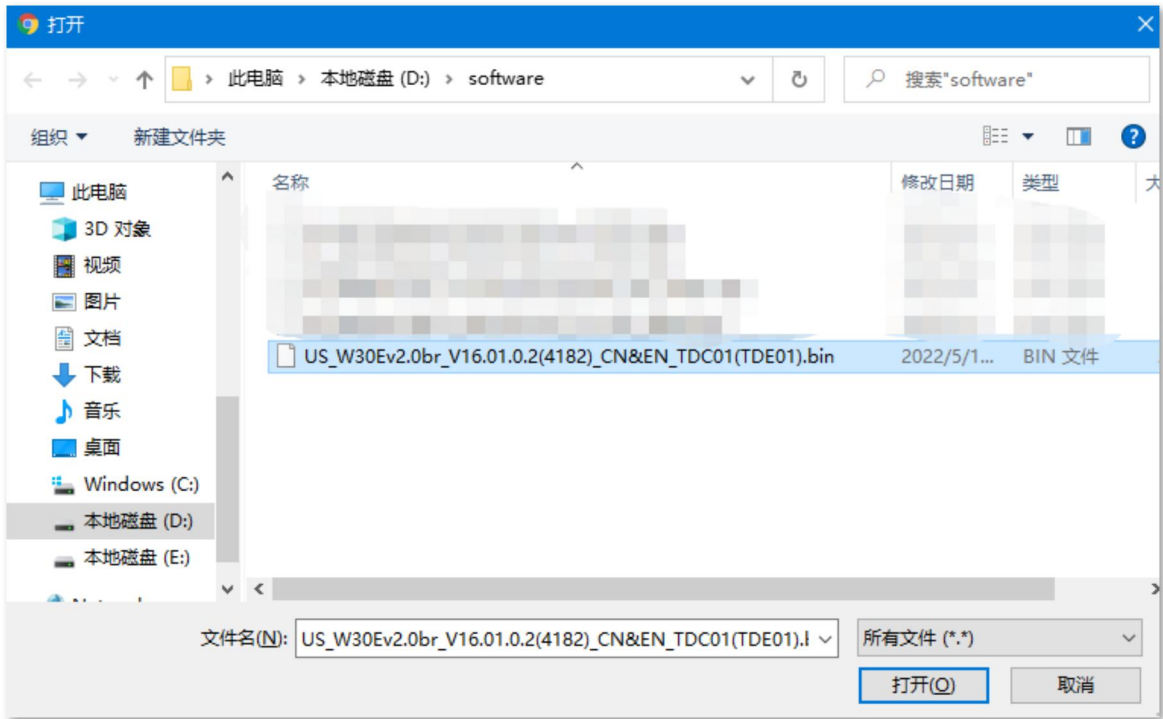 打开
此电脑 › 本地磁盘 (D:) › software
搜索"software"
组织 新建文件夹
名称 修改日期 类型 大
此电脑
3D 对象
视频
图片
文档
下载
音乐
桌面
Windows (C:)
本地磁盘 (D:)
本地磁盘 (E:)
US_W30Ev2.0br_V16.01.0.2(4182)_CN&EN_TDC01(TDE01).bin 2022/5/1... BIN 文件
文件名(N): US_W30Ev2.0br_V16.01.0.2(4182)_CN&EN_TDC01(TDE01).l 所有文件 (*.*)
打开(O) 取消